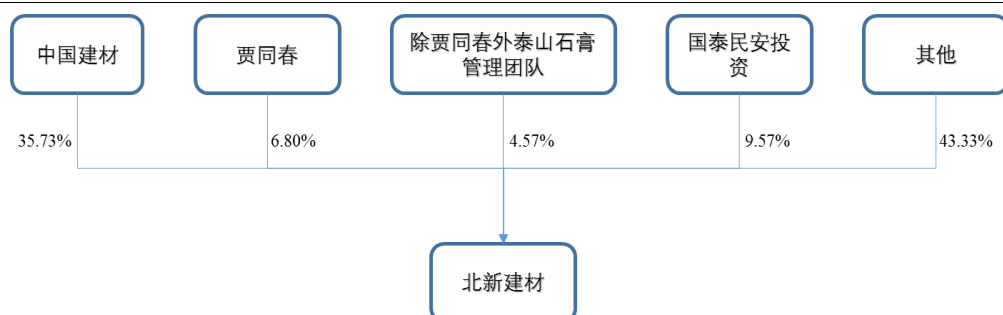 中国建材
贾同春
除贾同春外泰山石膏
管理团队
国泰民安投
资
其他
35.73%
6.80%
4.57%
9.57%
43.33%
北新建材